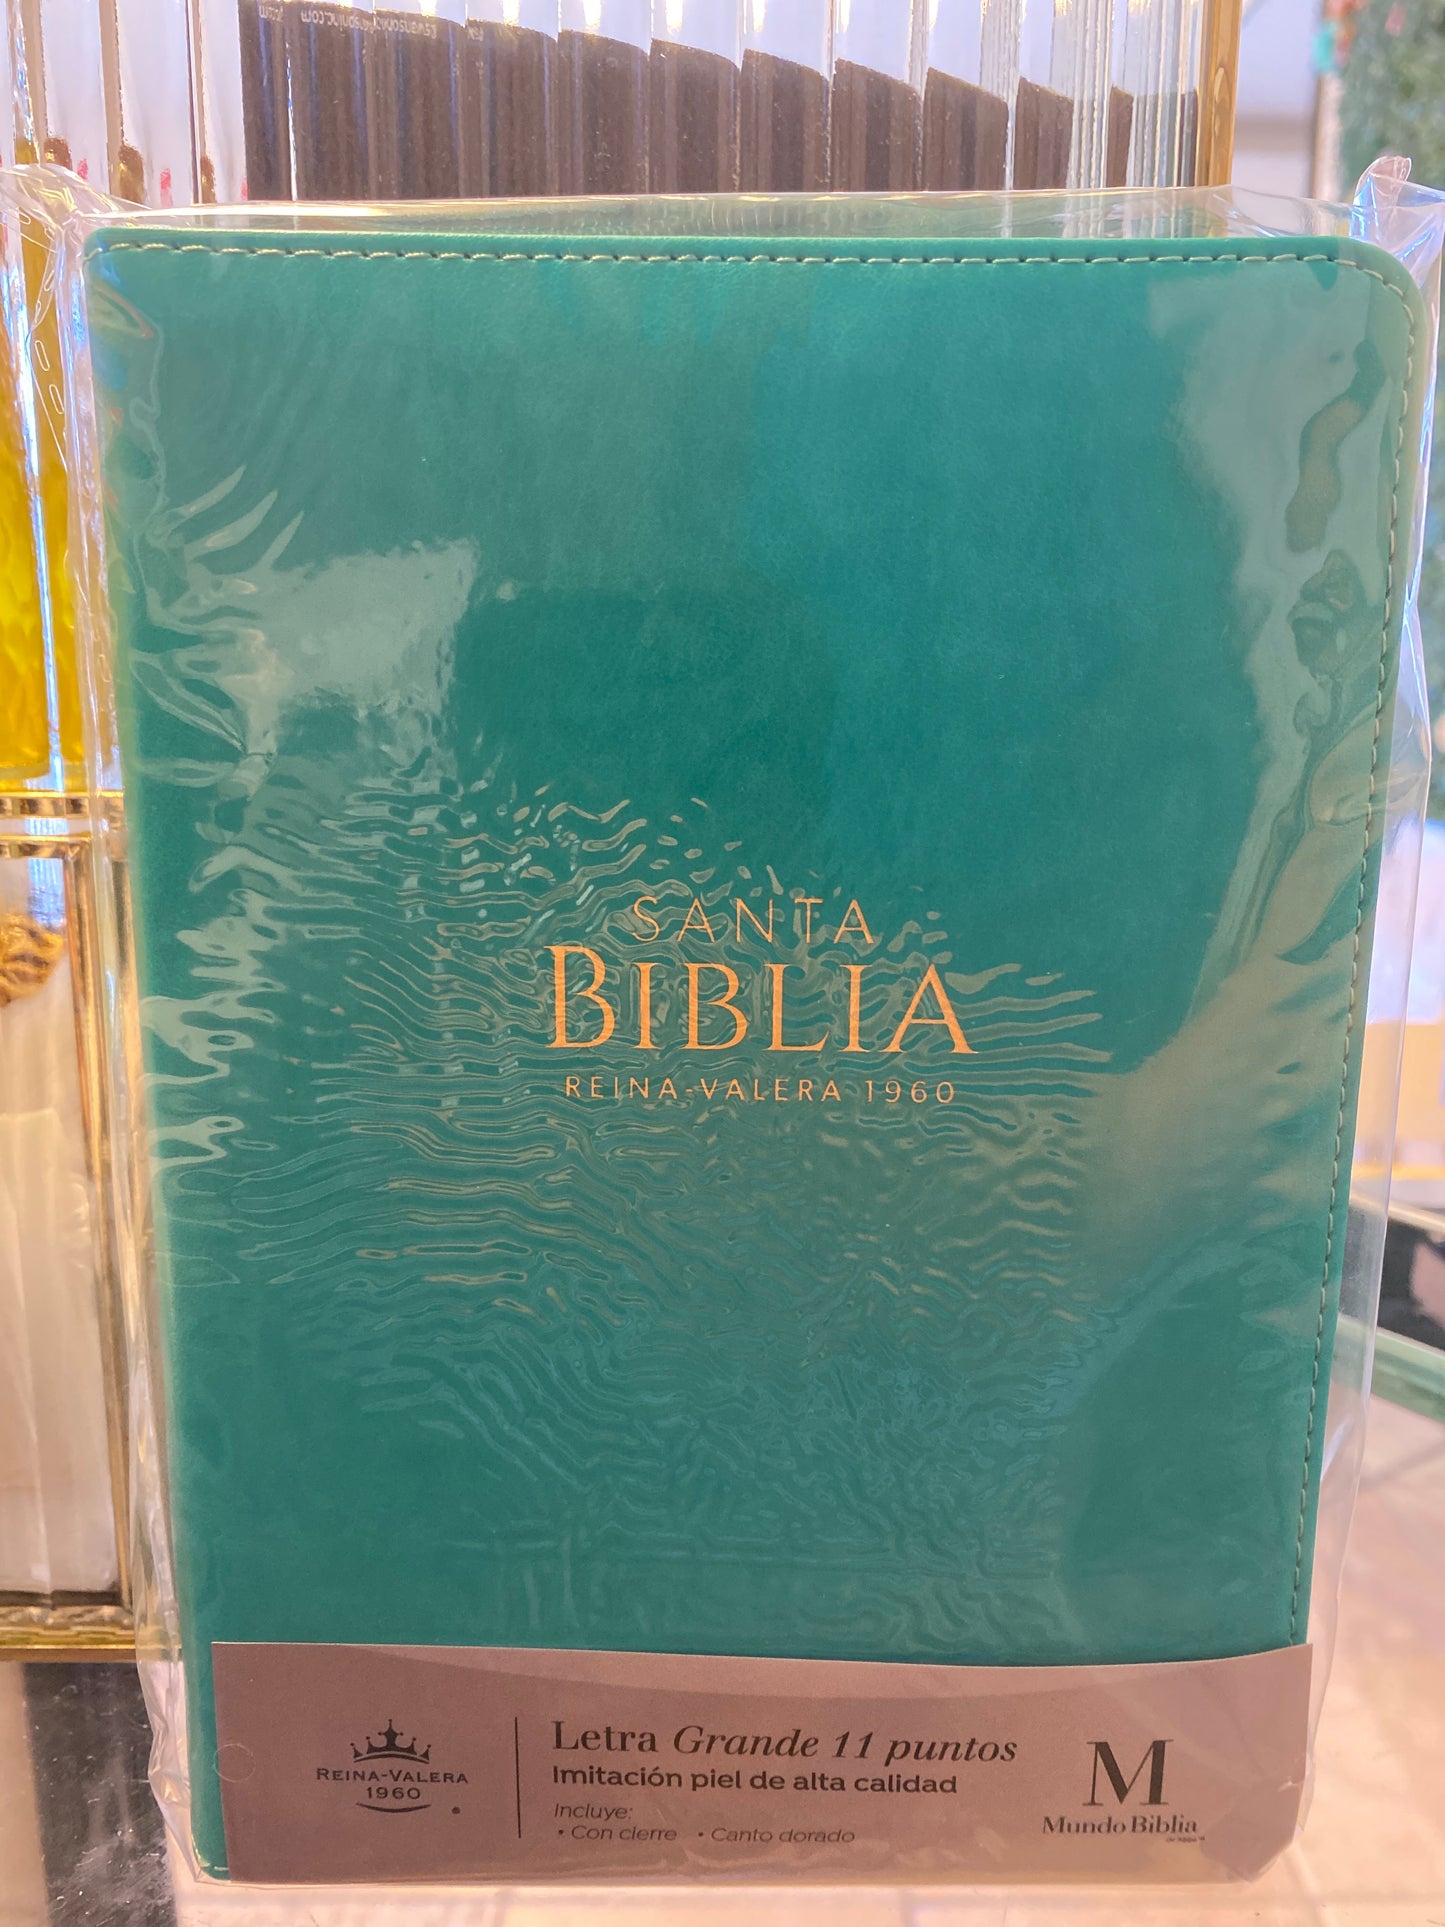 SANTA
BIBLIA
REINA-VALERA 1960
REINA-VALERA
1960
Letra Grande 11 puntos
Imitación piel de alta calidad
Incluye:
• Con cierre • Canto dorado
M
Mundo Biblia